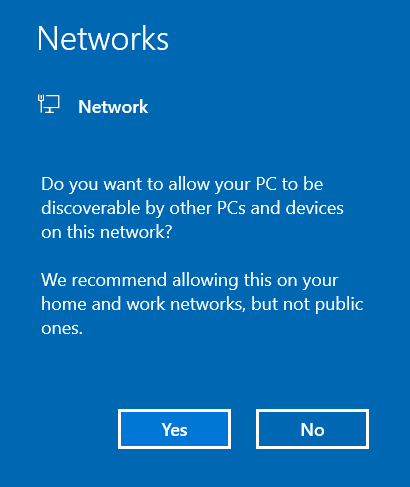 Networks
Network
Do you want to allow your PC to be
discoverable by other PCs and devices
on this network?
We recommend allowing this on your
home and work networks, but not public
ones.
Yes
No